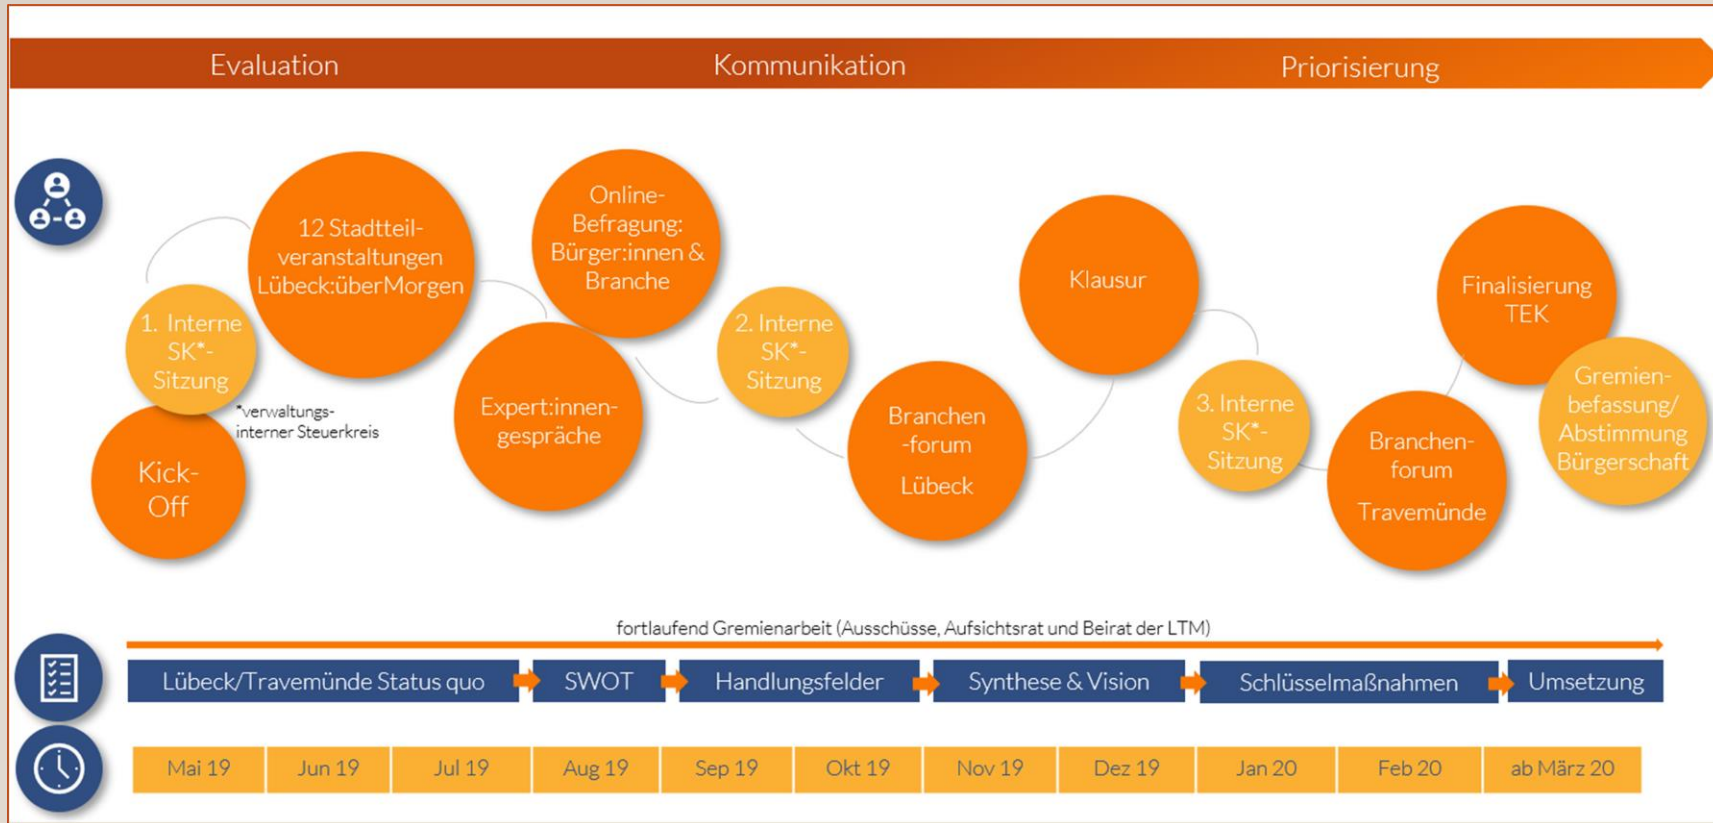 Evaluation
Kommunikation
Priorisierung
Kick-
Off
1. Interne
SK*-
Sitzung
*verwaltungs-
interner Steuerkreis
12 Stadtteil-
veranstaltungen
Lübeck:überMorgen
Expert:innen-
gespräche
Online-
Befragung:
Bürger:innen &
Branche
2. Interne
SK*-
Sitzung
Branchen
-forum
Lübeck
Klausur
3. Interne
SK*-
Sitzung
Branchen-
forum
Travemünde
Finalisierung
TEK
Gremien-
befassung/
Abstimmung
Bürgerschaft
fortlaufend Gremienarbeit (Ausschüsse, Aufsichtsrat und Beirat der LTM)
Lübeck/Travemünde Status quo
SWOT
Handlungsfelder
Synthese & Vision
Schlüsselmaßnahmen
Umsetzung
Mai 19
Jun 19
Jul 19
Aug 19
Sep 19
Okt 19
Nov 19
Dez 19
Jan 20
Feb 20
ab März 20